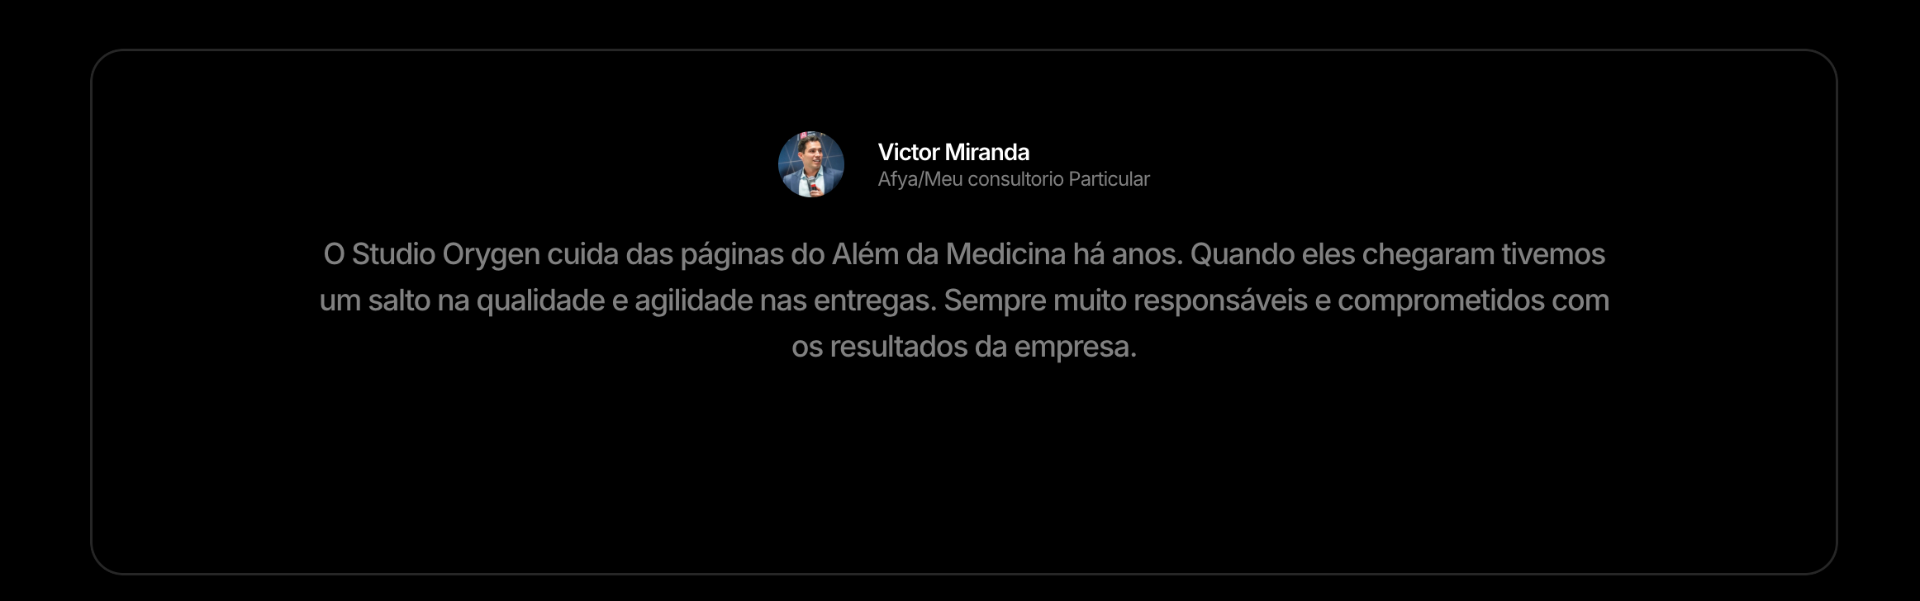 Victor Miranda
Afya/Meu consultorio Particular
O Studio Orygen cuida das páginas do Além da Medicina há anos. Quando eles chegaram tivemos
um salto na qualidade e agilidade nas entregas. Sempre muito responsáveis e comprometidos com
os resultados da empresa.